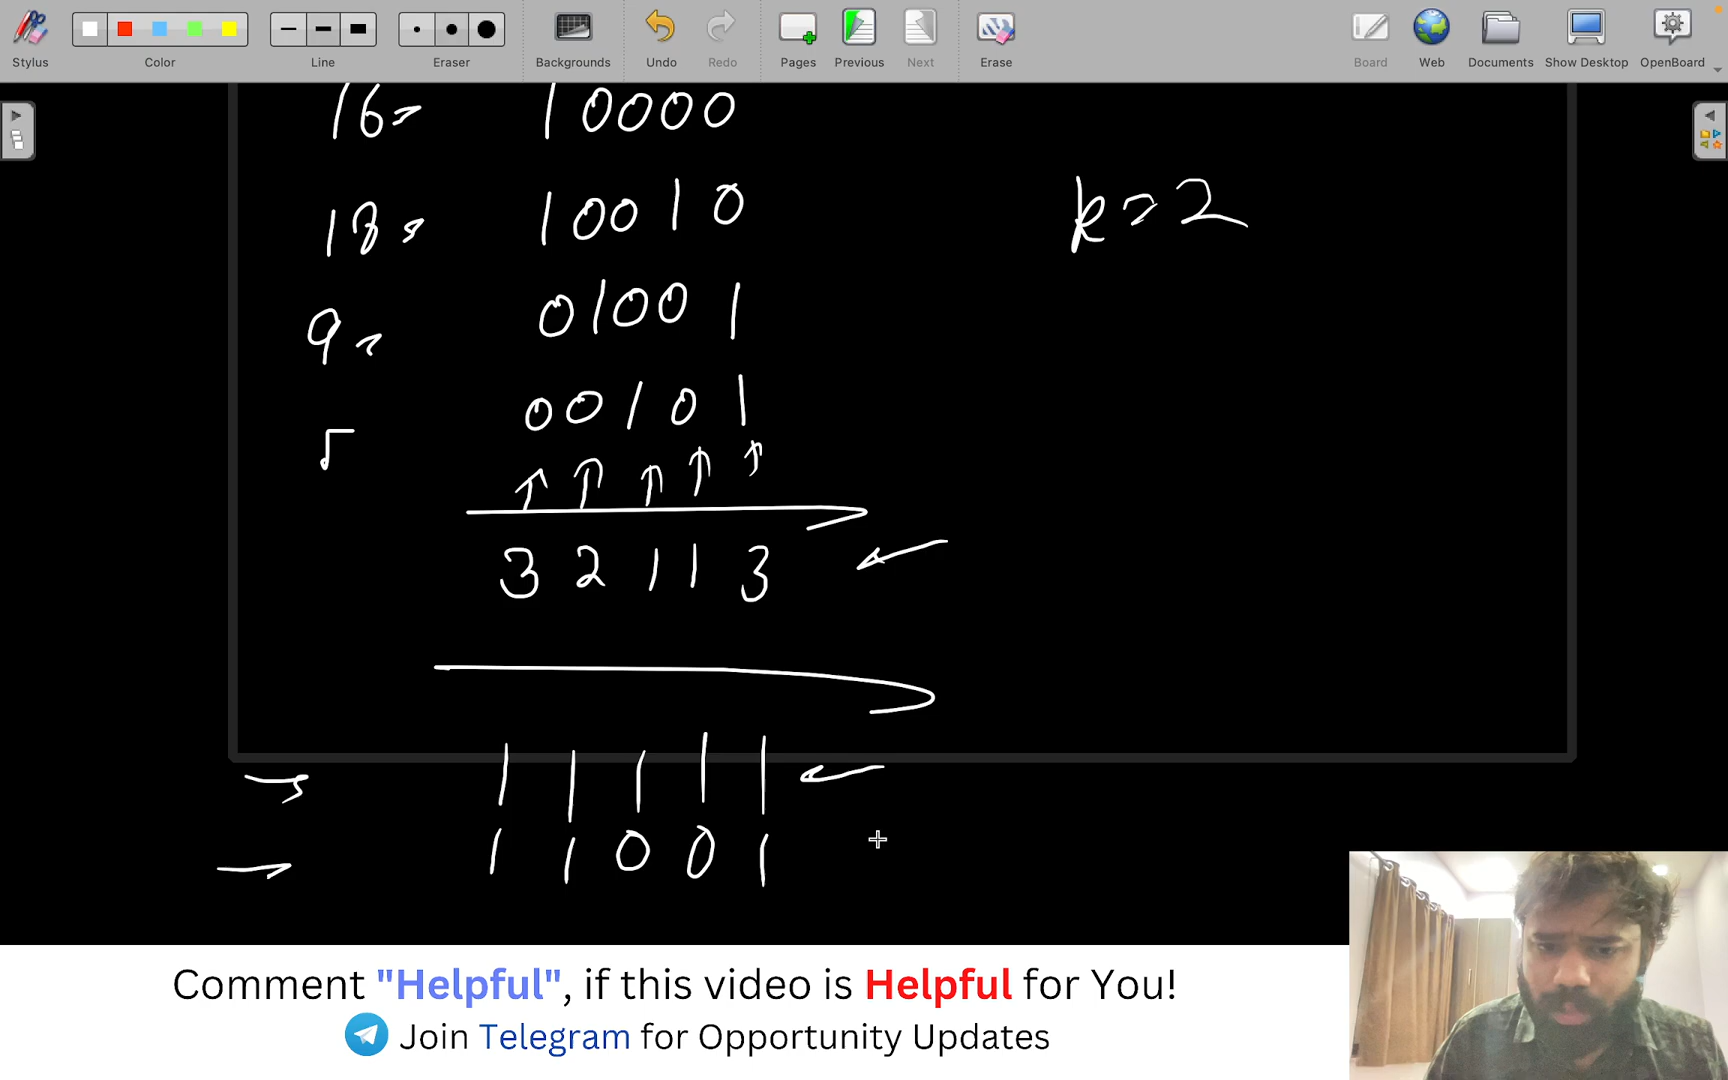 Stylus Color Line Eraser Backgrounds Undo Redo Pages Previous Next Erase Board Web Documents Show Desktop OpenBoard
16= 10000
18= 10010
k=2
9= 01001
5 00101
3 2 1 1 3
1 1 1 1 1
1 1 0 0 1
Comment "Helpful", if this video is Helpful for You!
Join Telegram for Opportunity Updates